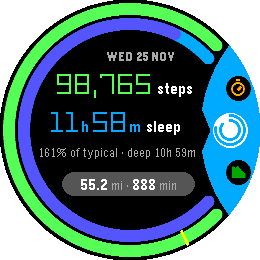 WED 25 NOV
98,765 steps
11h58m sleep
161% of typical · deep 10h 59m
55.2 mi · 888 min